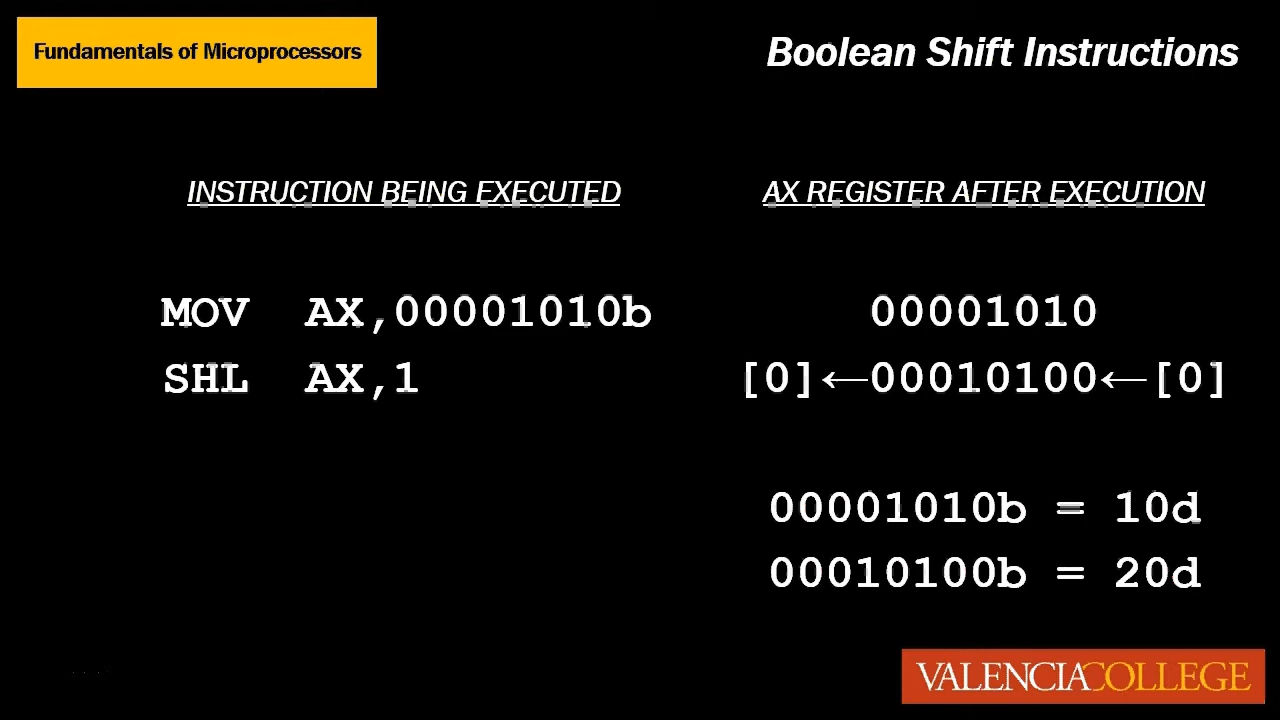 Fundamentals of Microprocessors
Boolean Shift Instructions
INSTRUCTION BEING EXECUTED
AX REGISTER AFTER EXECUTION
MOV AX,00001010b
00001010
SHL AX,1
[0]←00010100←[0]
00001010b = 10d
00010100b = 20d
VALENCIACOLLEGE